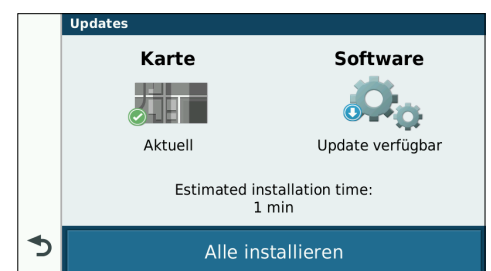 Updates
Karte
Software
Aktuell
Update verfügbar
Estimated installation time:
1 min
Alle installieren